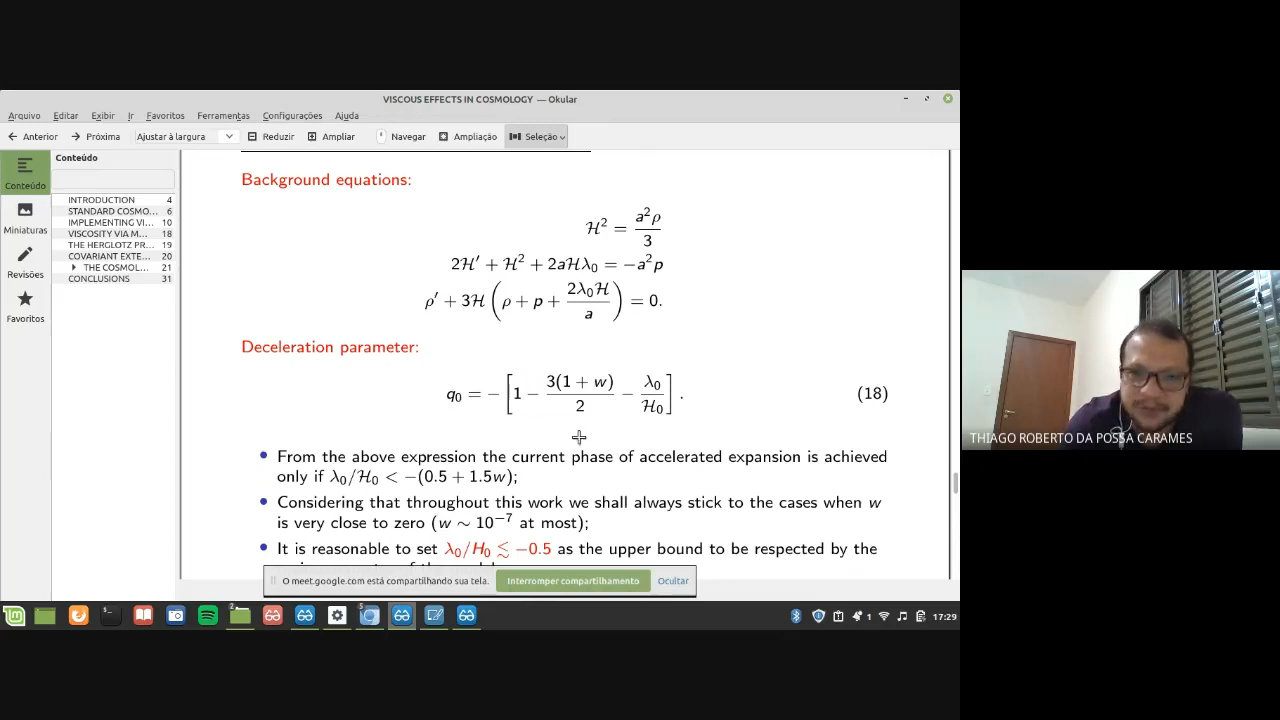 VISCOUS EFFECTS IN COSMOLOGY — Okular
Arquivo Editar Exibir Ir Favoritos Ferramentas Configurações Ajuda
Anterior Próxima Ajustar à largura Reduzir Ampliar Navegar Ampliação Seleção
Conteúdo
Conteúdo
Miniaturas
Revisões
Favoritos
INTRODUCTION 4
STANDARD COSMO... 6
IMPLEMENTING VI... 10
VISCOSITY VIA M... 18
THE HERGLOTZ PR... 19
COVARIANT EXTE... 20
THE COSMOL... 21
CONCLUSIONS 31
Background equations:
ℋ² = a²ρ / 3
2ℋ′ + ℋ² + 2aℋλ₀ = −a²p
ρ′ + 3ℋ (ρ + p + 2λ₀ℋ / a) = 0.
Deceleration parameter:
q₀ = − [1 − 3(1 + w) / 2 − λ₀ / ℋ₀] . (18)
From the above expression the current phase of accelerated expansion is achieved
only if λ₀/ℋ₀ < −(0.5 + 1.5w);
Considering that throughout this work we shall always stick to the cases when w
is very close to zero (w ∼ 10⁻⁷ at most);
It is reasonable to set λ₀/H₀ ≲ −0.5 as the upper bound to be respected by the
O meet.google.com está compartilhando sua tela. Interromper compartilhamento Ocultar
2
5
1
17:29
THIAGO ROBERTO DA POSSA CARAMES